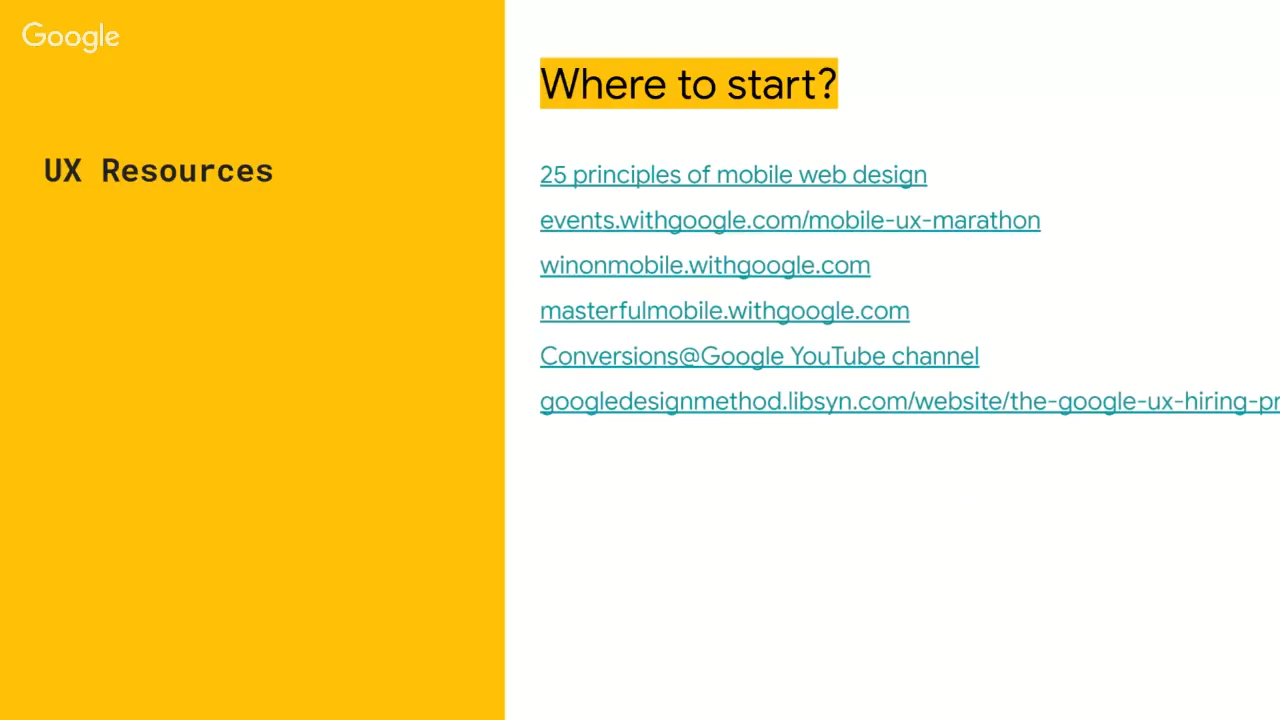 Google
UX Resources
Where to start?
25 principles of mobile web design
events.withgoogle.com/mobile-ux-marathon
winonmobile.withgoogle.com
masterfulmobile.withgoogle.com
Conversions@Google YouTube channel
googledesignmethod.libsyn.com/website/the-google-ux-hiring-pr